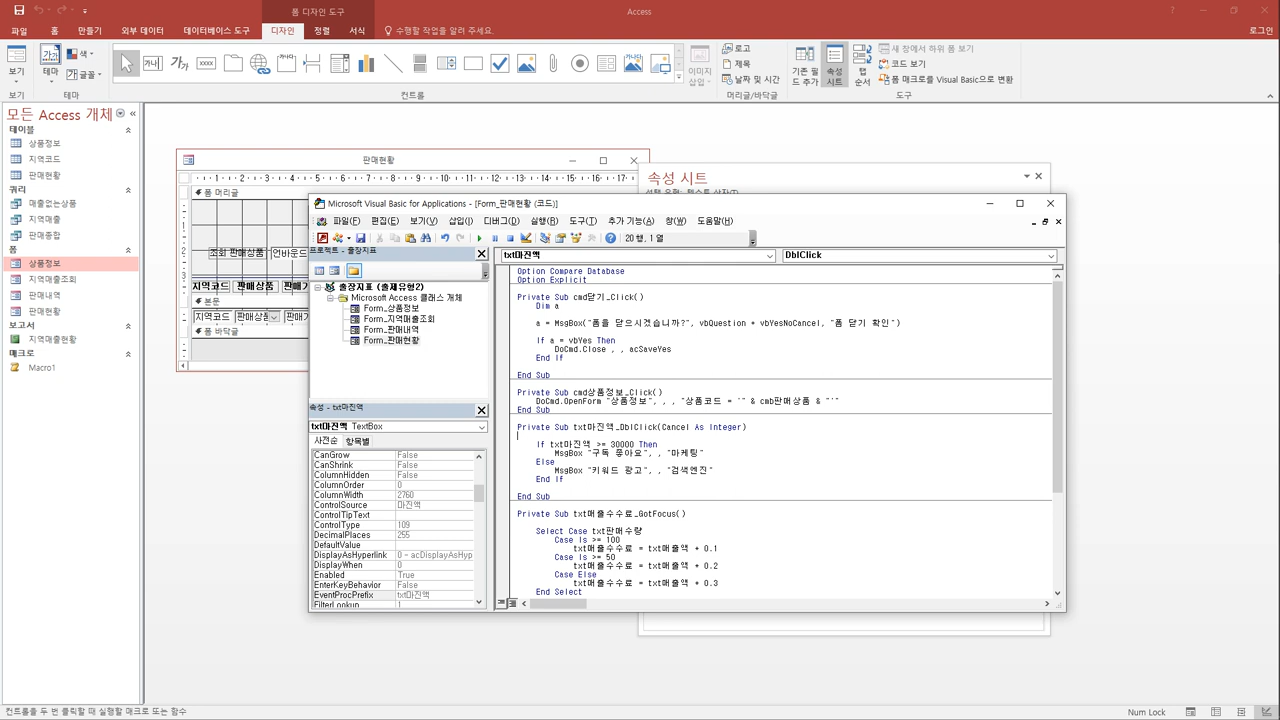 폼 디자인 도구
Access
로그인
파일 홈 만들기 외부 데이터 데이터베이스 도구 디자인 정렬 서식 수행할 작업을 알려 주세요.
보기 테마 색 글꼴
이미지 삽입
로고
제목
날짜 및 시간
기존 필드 추가 속성 시트 탭 순서
새 창에서 하위 폼 보기
코드 보기
폼 매크로를 Visual Basic으로 변환
보기 테마 컨트롤 머리글/바닥글 도구
모든 Access 개체
테이블
상품정보
지역코드
판매현황
쿼리
매출없는상품
지역매출
판매종합
폼
상품정보
지역매출조회
판매내역
판매현황
보고서
지역매출현황
매크로
Macro1
판매현황
폼 머리글
조회 판매상품 언바운드
지역코드 판매상품
본문
지역코드
폼 바닥글
속성 시트
Microsoft Visual Basic for Applications - [Form_판매현황 (코드)]
파일(F) 편집(E) 보기(V) 삽입(I) 디버그(D) 실행(R) 도구(T) 추가 기능(A) 창(W) 도움말(H)
20 행, 1 열
프로젝트 - 출장지표
출장지표 (출제유형2)
Microsoft Access 클래스 개체
Form_상품정보
Form_지역매출조회
Form_판매내역
Form_판매현황
속성 - txt마진액
txt마진액 TextBox
사전순 항목별
CanGrow False
CanShrink False
ColumnHidden False
ColumnOrder 0
ColumnWidth 2760
ControlSource 마진액
ControlTipText
ControlType 109
DecimalPlaces 255
DefaultValue
DisplayAsHyperlink 0 - acDisplayAsHyp
DisplayWhen 0
Enabled True
EnterKeyBehavior False
EventProcPrefix txt마진액
FilterLookup 1
txt마진액 DblClick
Option Compare Database
Option Explicit
Private Sub cmd닫기_Click()
Dim a
a = MsgBox("폼을 닫으시겠습니까?", vbQuestion + vbYesNoCancel, "폼 닫기 확인")
If a = vbYes Then
DoCmd.Close , , acSaveYes
End If
End Sub
Private Sub cmd상품정보_Click()
DoCmd.OpenForm "상품정보", , , "상품코드 = '" & cmb판매상품 & "'"
End Sub
Private Sub txt마진액_DblClick(Cancel As Integer)
If txt마진액 >= 30000 Then
MsgBox "구독 쫑아요", , "마케팅"
Else
MsgBox "키워드 광고", , "검색엔진"
End If
End Sub
Private Sub txt매출수수료_GotFocus()
Select Case txt판매수량
Case Is >= 100
txt매출수수료 = txt매출액 * 0.1
Case Is >= 50
txt매출수수료 = txt매출액 * 0.2
Case Else
txt매출수수료 = txt매출액 * 0.3
End Select
컨트롤을 두 번 클릭할 때 실행할 매크로 또는 함수
Num Lock